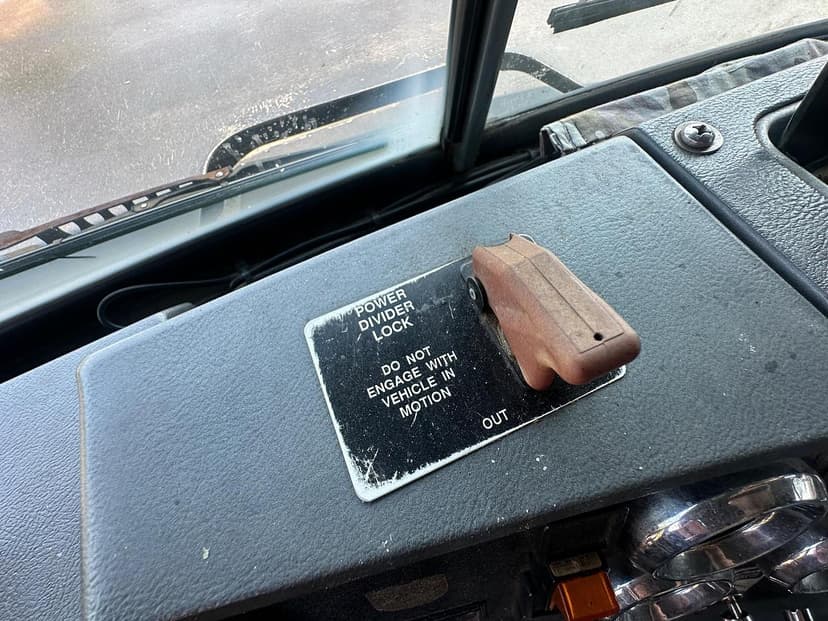 POWER
DIVIDER
LOCK
DO NOT
ENGAGE WITH
VEHICLE IN
MOTION
OUT